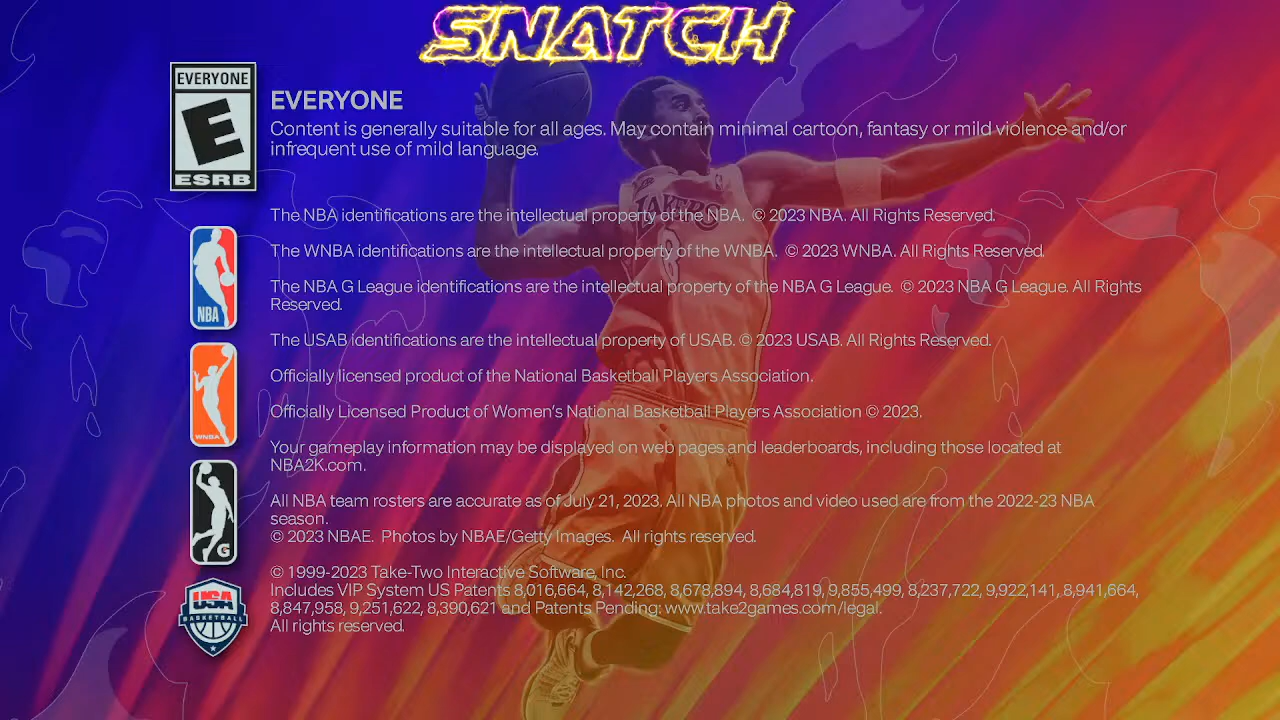 SNATCH
EVERYONE
E
ESRB
EVERYONE
Content is generally suitable for all ages. May contain minimal cartoon, fantasy or mild violence and/or
infrequent use of mild language.
LAKERS
8
The NBA identifications are the intellectual property of the NBA. © 2023 NBA. All Rights Reserved.
The WNBA identifications are the intellectual property of the WNBA. © 2023 WNBA. All Rights Reserved.
The NBA G League identifications are the intellectual property of the NBA G League. © 2023 NBA G League. All Rights
Reserved.
NBA
The USAB identifications are the intellectual property of USAB. © 2023 USAB. All Rights Reserved.
Officially licensed product of the National Basketball Players Association.
Officially Licensed Product of Women's National Basketball Players Association © 2023.
WNBA
Your gameplay information may be displayed on web pages and leaderboards, including those located at
NBA2K.com.
All NBA team rosters are accurate as of July 21, 2023. All NBA photos and video used are from the 2022-23 NBA
season.
© 2023 NBAE. Photos by NBAE/Getty Images. All rights reserved.
G
© 1999-2023 Take-Two Interactive Software, Inc.
Includes VIP System US Patents 8,016,664, 8,142,268, 8,678,894, 8,684,819, 9,855,499, 8,237,722, 9,922,141, 8,941,664,
8,847,958, 9,251,622, 8,390,621 and Patents Pending: www.take2games.com/legal.
All rights reserved.
USA
BASKETBALL